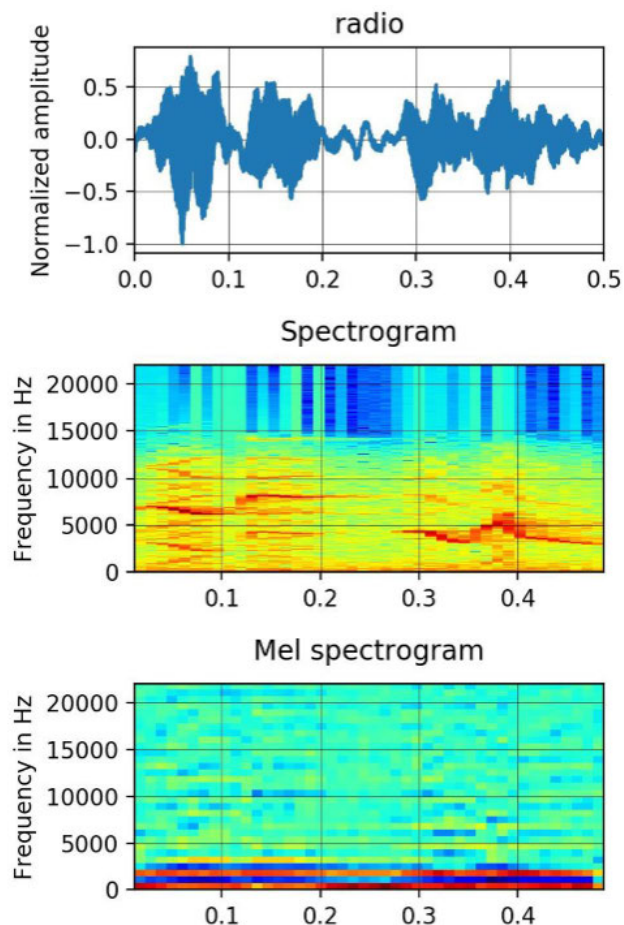 radio
Normalized amplitude
0.5
0.0
−0.5
−1.0
0.0 0.1 0.2 0.3 0.4 0.5
Spectrogram
Frequency in Hz
20000
15000
10000
5000
0
0.1 0.2 0.3 0.4
Mel spectrogram
Frequency in Hz
20000
15000
10000
5000
0
0.1 0.2 0.3 0.4